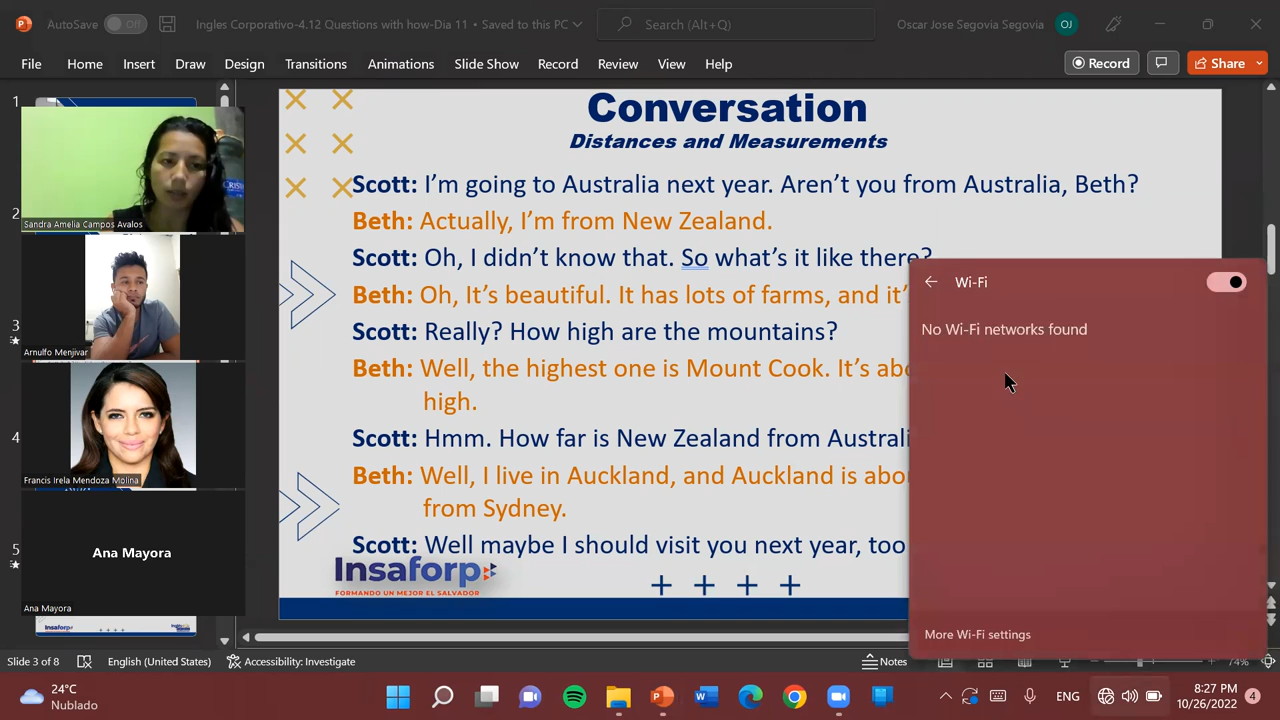 AutoSave
Off
Ingles Corporativo-4.12 Questions with how-Dia 11 • Saved to this PC
Search (Alt+Q)
Oscar Jose Segovia Segovia
OJ
File
Home
Insert
Draw
Design
Transitions
Animations
Slide Show
Record
Review
View
Help
Record
Share
1
2
3
4
5
Sandra Amelia Campos Avalos
Arnulfo Menjivar
Francis Irela Mendoza Molina
Ana Mayora
Ana Mayora
Conversation
Distances and Measurements
Scott: I'm going to Australia next year. Aren't you from Australia, Beth?
Beth: Actually, I'm from New Zealand.
Scott: Oh, I didn't know that. So what's it like there?
Beth: Oh, It's beautiful. It has lots of farms, and it'
Scott: Really? How high are the mountains?
Beth: Well, the highest one is Mount Cook. It's abo
high.
Scott: Hmm. How far is New Zealand from Australi
Beth: Well, I live in Auckland, and Auckland is abo
from Sydney.
Scott: Well maybe I should visit you next year, too
Insaforp
FORMANDO UN MEJOR EL SALVADOR
Wi-Fi
No Wi-Fi networks found
More Wi-Fi settings
Insaforp
Slide 3 of 8
English (United States)
Accessibility: Investigate
Notes
74%
24°C
Nublado
ENG
8:27 PM
10/26/2022
4